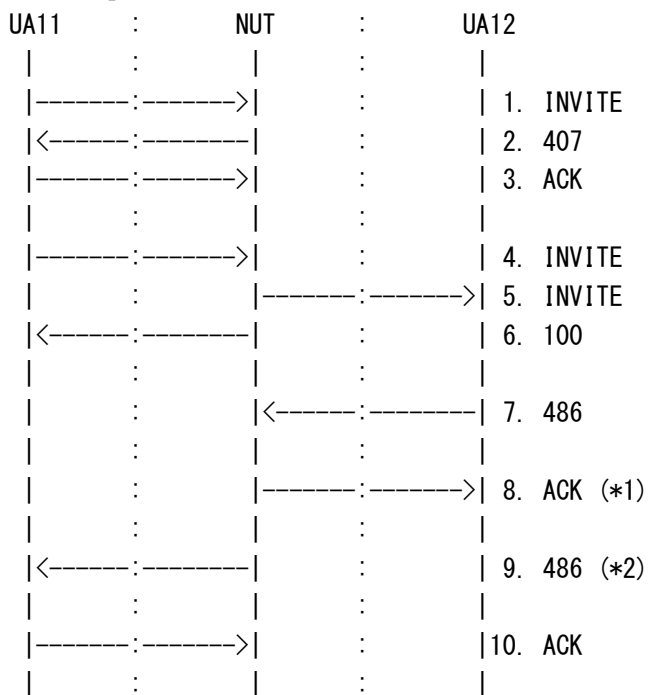 UA11 : NUT : UA12
| : | : |
|-------:------->| : | 1. INVITE
|<------:--------| : | 2. 407
|-------:------->| : | 3. ACK
| : | : |
|-------:------->| : | 4. INVITE
| : |-------:------->| 5. INVITE
|<------:--------| : | 6. 100
| : | : |
| : |<------:--------| 7. 486
| : | : |
| : |-------:------->| 8. ACK (*1)
| : | : |
|<------:--------| : | 9. 486 (*2)
| : | : |
|-------:------->| : |10. ACK
| : | : |